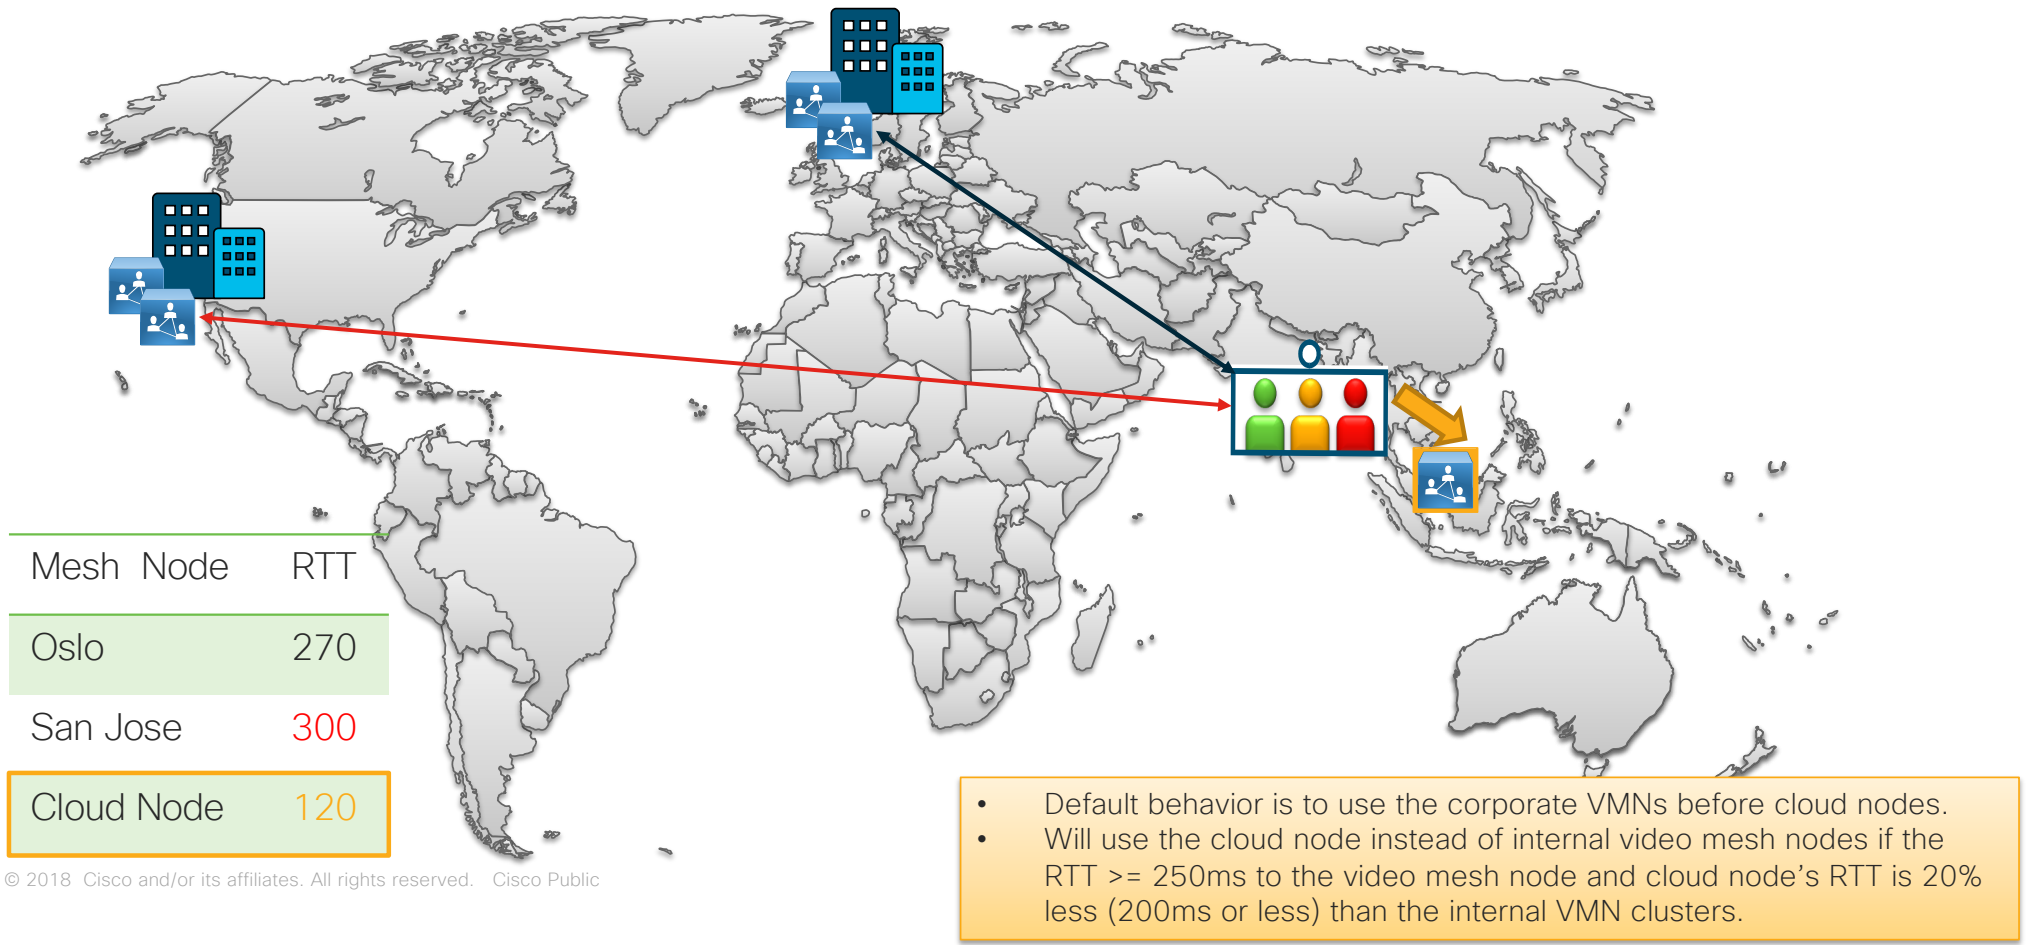 Mesh Node RTT
Oslo 270
San Jose 300
Cloud Node 120
© 2018 Cisco and/or its affiliates. All rights reserved. Cisco Public
• Default behavior is to use the corporate VMNs before cloud nodes.
• Will use the cloud node instead of internal video mesh nodes if the
RTT >= 250ms to the video mesh node and cloud node's RTT is 20%
less (200ms or less) than the internal VMN clusters.